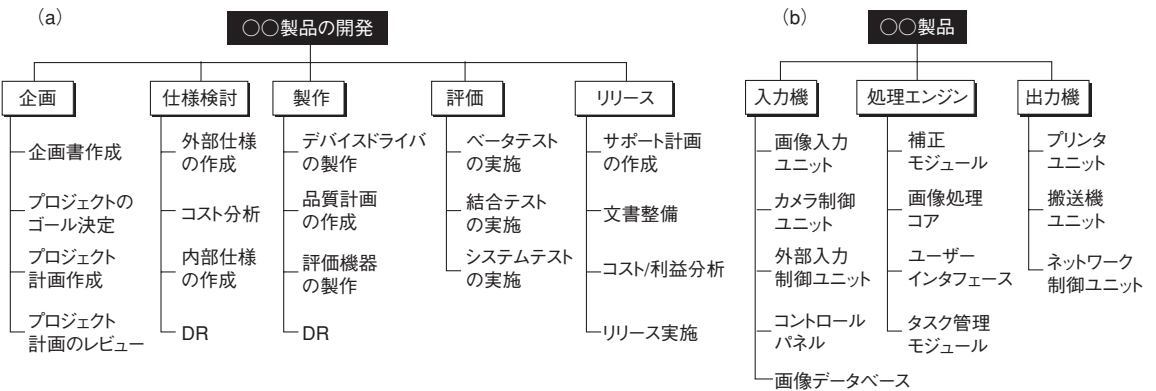 (a)
○○製品の開発
企画
仕様検討
製作
評価
リリース
企画書作成
プロジェクトの
ゴール決定
プロジェクト
計画作成
プロジェクト
計画のレビュー
外部仕様
の作成
コスト分析
内部仕様
の作成
DR
デバイスドライバ
の製作
品質計画
の作成
評価機器
の製作
DR
ベータテスト
の実施
結合テスト
の実施
システムテスト
の実施
サポート計画
の作成
文書整備
コスト/利益分析
リリース実施
(b)
○○製品
入力機
処理エンジン
出力機
画像入力
ユニット
カメラ制御
ユニット
外部入力
制御ユニット
コントロール
パネル
画像データベース
補正
モジュール
画像処理
コア
ユーザー
インタフェース
タスク管理
モジュール
プリンタ
ユニット
搬送機
ユニット
ネットワーク
制御ユニット